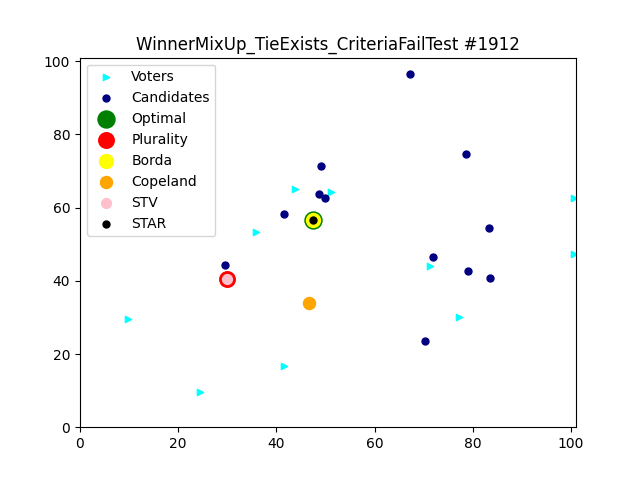 WinnerMixUp_TieExists_CriteriaFailTest #1912
100
80
60
40
20
0
0
20
40
60
80
100
Voters
Candidates
Optimal
Plurality
Borda
Copeland
STV
STAR